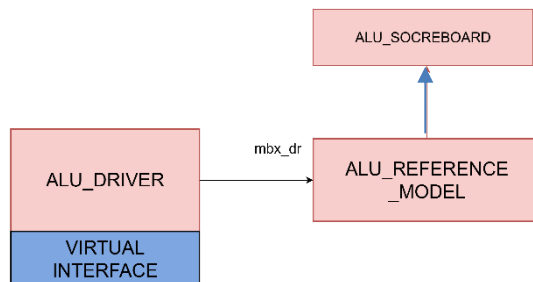 ALU_SOCREBOARD
mbx_dr
ALU_DRIVER
ALU_REFERENCE
_MODEL
VIRTUAL
INTERFACE